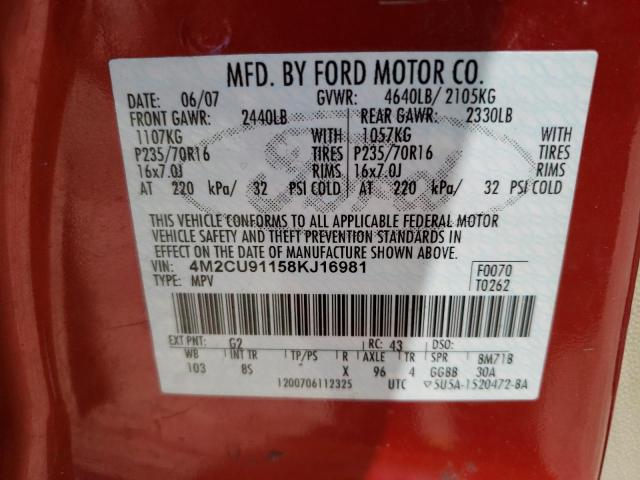 MFD. BY FORD MOTOR CO.
DATE: 06/07 GVWR: 4640LB/ 2105KG
FRONT GAWR: 2440LB REAR GAWR: 2330LB
1107KG WITH 1057KG WITH
P235/70R16 TIRES P235/70R16 TIRES
16x7.0J RIMS 16x7.0J RIMS
AT 220 kPa/ 32 PSI COLD AT 220 kPa/ 32 PSI COLD
THIS VEHICLE CONFORMS TO ALL APPLICABLE FEDERAL MOTOR
VEHICLE SAFETY AND THEFT PREVENTION STANDARDS IN
EFFECT ON THE DATE OF MANUFACTURE SHOWN ABOVE.
VIN: 4M2CU91158KJ16981 F0070
TYPE: MPV T0262
EXT PNT: G2 RC: 43 DSO:
WB INT TR TP/PS R AXLE TR SPR BM71B
103 8S X 96 4 GGBB 30A
1200706112325 UTC ▽5U5A-1520472-BA